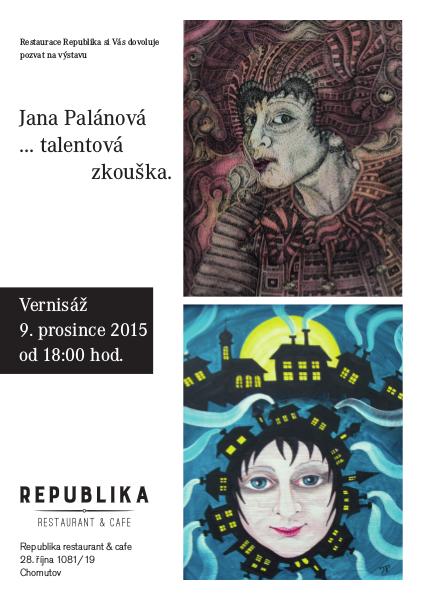 Restaurace Republika si Vás dovoluje
pozvat na výstavu
Jana Palánová
... talentová
zkouška.
Vernisáž
9. prosince 2015
od 18:00 hod.
REPUBLIKA
RESTAURANT & CAFE
Republika restaurant & cafe
28. října 1081/19
Chomutov